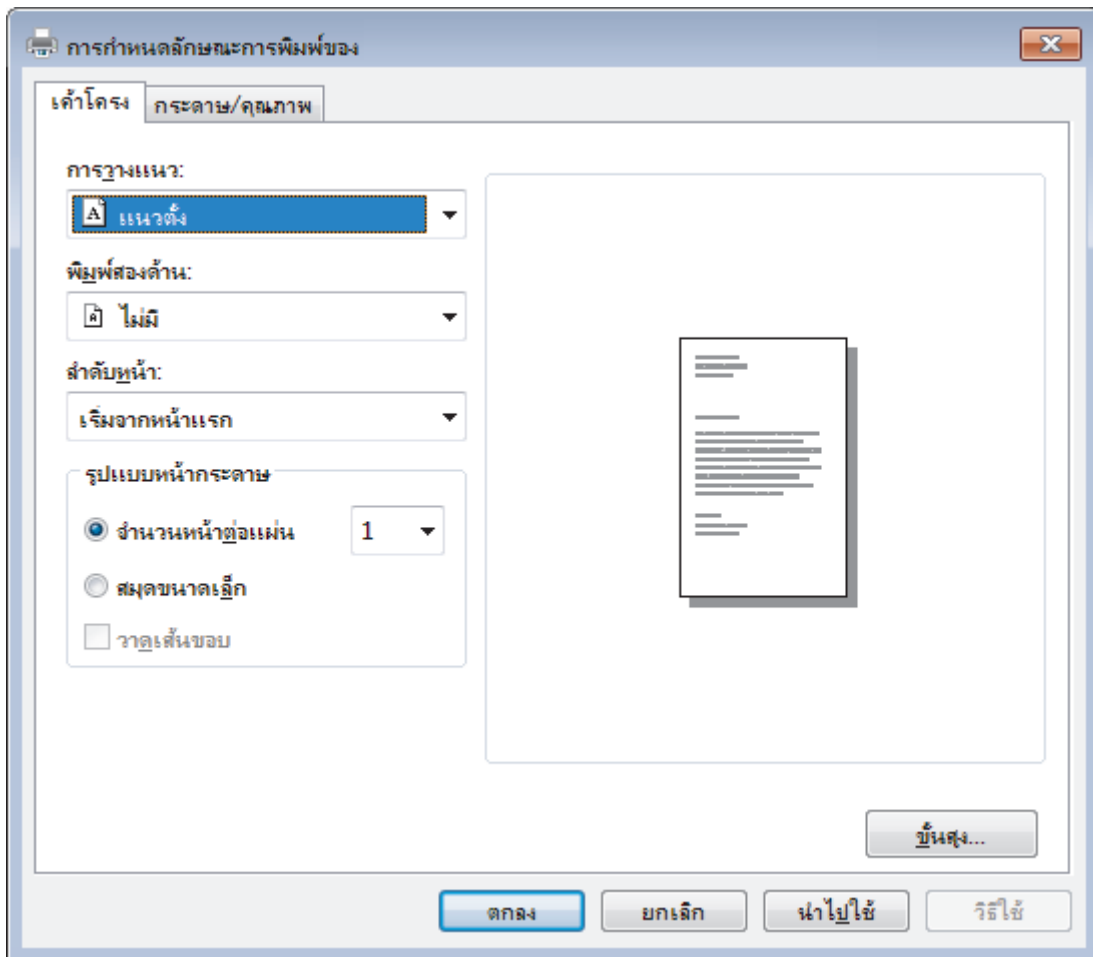 การกำหนดลักษณะการพิมพ์ของ
เค้าโครง
กระดาษ/คุณภาพ
การวางแนว:
A แนวตั้ง
พิมพ์สองด้าน:
ไม่มี
ลำดับหน้า:
เริ่มจากหน้าแรก
รูปแบบหน้ากระดาษ
จำนวนหน้าต่อแผ่น 1
สมุดขนาดเล็ก
วาดเส้นขอบ
ขั้นสูง...
ตกลง ยกเลิก นำไปใช้ วิธีใช้